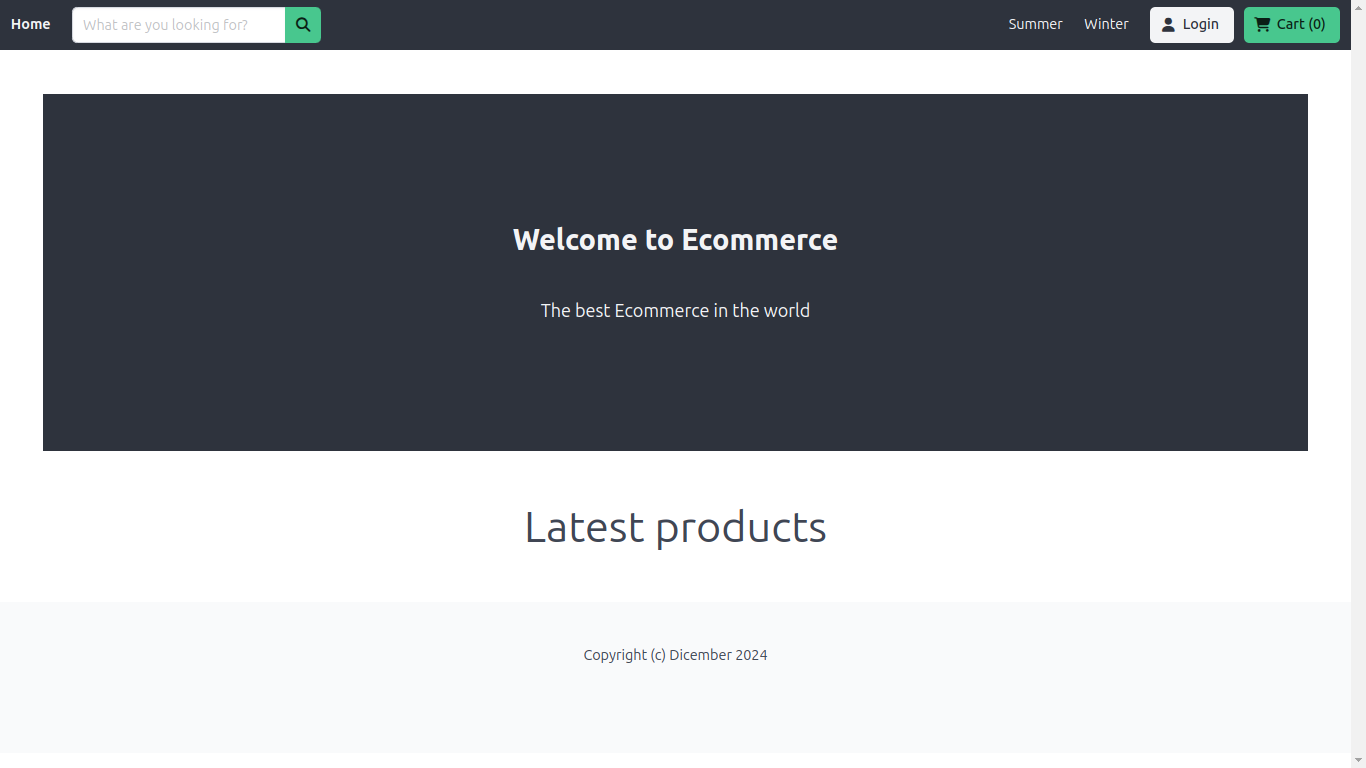 Home What are you looking for? Summer Winter Login Cart (0)
Welcome to Ecommerce
The best Ecommerce in the world
Latest products
Copyright (c) Dicember 2024